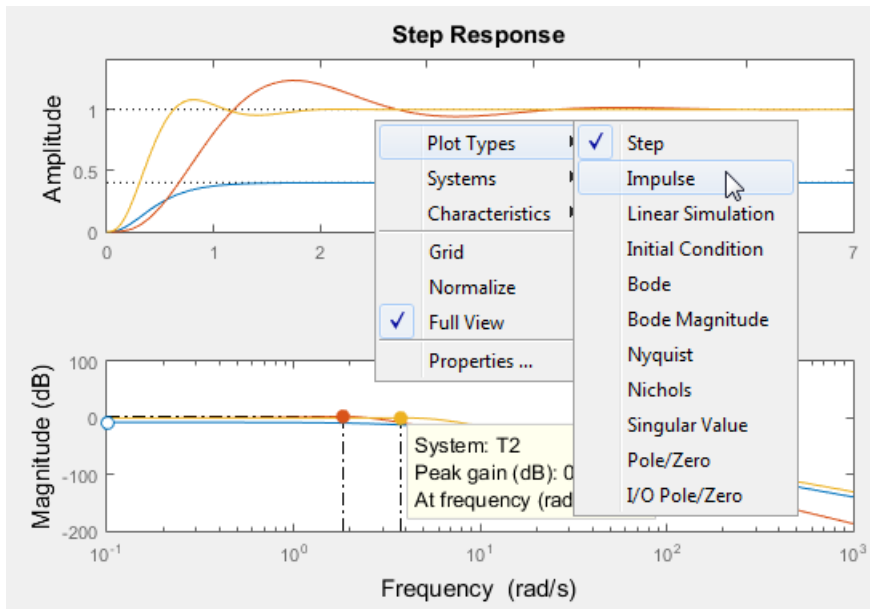 Step Response
Amplitude
1
0.5
0
0
1
2
7
Plot Types
Systems
Characteristics
Grid
Normalize
Full View
Properties ...
Step
Impulse
Linear Simulation
Initial Condition
Bode
Bode Magnitude
Nyquist
Nichols
Singular Value
Pole/Zero
I/O Pole/Zero
Magnitude (dB)
100
0
-100
-200
System: T2
Peak gain (dB): 0
At frequency (rad
10^-1
10^0
10^1
10^2
10^3
Frequency (rad/s)